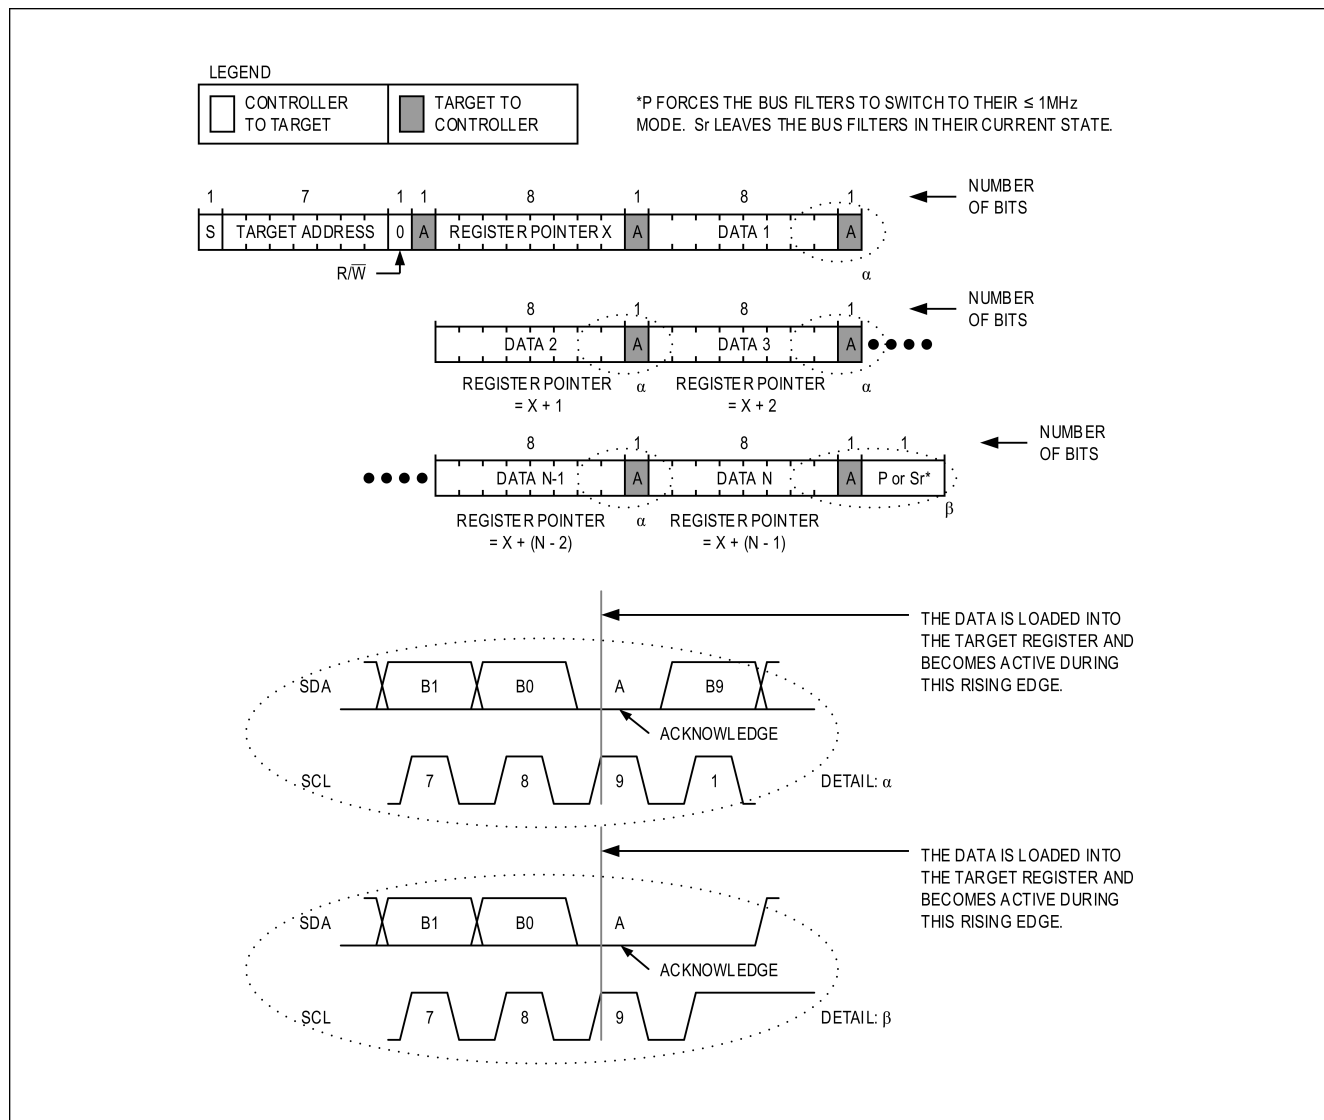 LEGEND
CONTROLLER
TO TARGET
TARGET TO
CONTROLLER
*P FORCES THE BUS FILTERS TO SWITCH TO THEIR ≤ 1MHz
MODE. Sr LEAVES THE BUS FILTERS IN THEIR CURRENT STATE.
1 7 1 1 8 1 8 1
NUMBER
OF BITS
S TARGET ADDRESS 0 A REGISTER POINTER X A DATA 1 A
R/W̅
α
8 1 8 1
NUMBER
OF BITS
DATA 2 A DATA 3 A
REGISTER POINTER
= X + 1
α
REGISTER POINTER
= X + 2
α
8 1 8 1 1
NUMBER
OF BITS
DATA N-1 A DATA N A P or Sr*
REGISTER POINTER
= X + (N - 2)
α
REGISTER POINTER
= X + (N - 1)
β
THE DATA IS LOADED INTO
THE TARGET REGISTER AND
BECOMES ACTIVE DURING
THIS RISING EDGE.
SDA B1 B0 A B9
ACKNOWLEDGE
SCL 7 8 9 1
DETAIL: α
THE DATA IS LOADED INTO
THE TARGET REGISTER AND
BECOMES ACTIVE DURING
THIS RISING EDGE.
SDA B1 B0 A
ACKNOWLEDGE
SCL 7 8 9
DETAIL: β